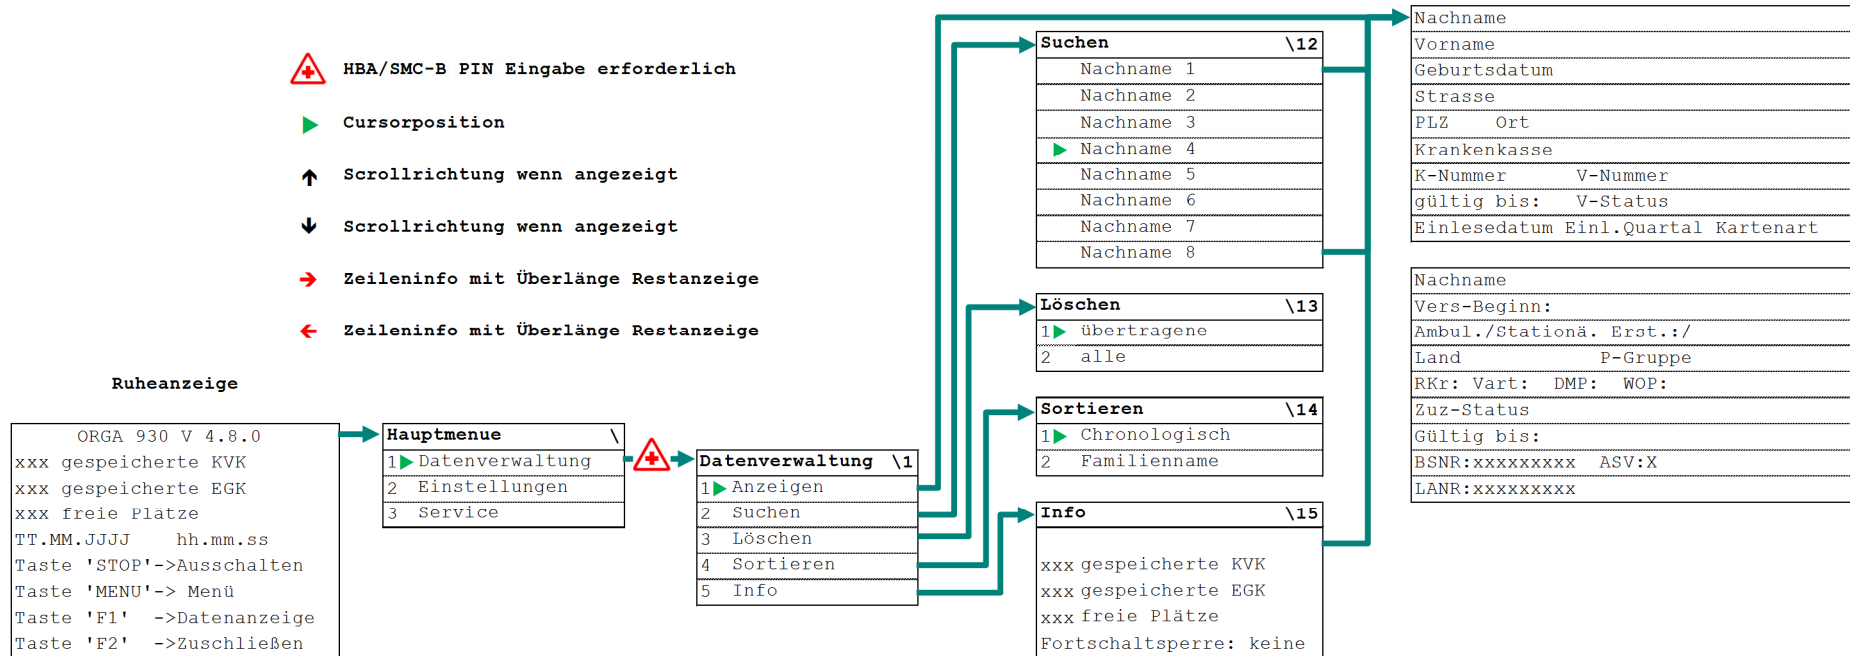 HBA/SMC-B PIN Eingabe erforderlich
Cursorposition
Scrollrichtung wenn angezeigt
Scrollrichtung wenn angezeigt
Zeileninfo mit Überlänge Restanzeige
Zeileninfo mit Überlänge Restanzeige
Ruheanzeige
ORGA 930 V 4.8.0
xxx gespeicherte KVK
xxx gespeicherte EGK
xxx freie Plätze
TT.MM.JJJJ hh.mm.ss
Taste 'STOP'->Ausschalten
Taste 'MENU'-> Menü
Taste 'F1' ->Datenanzeige
Taste 'F2' ->Zuschließen
Hauptmenue \
1 Datenverwaltung
2 Einstellungen
3 Service
Datenverwaltung \1
1 Anzeigen
2 Suchen
3 Löschen
4 Sortieren
5 Info
Suchen \12
Nachname 1
Nachname 2
Nachname 3
Nachname 4
Nachname 5
Nachname 6
Nachname 7
Nachname 8
Löschen \13
1 übertragene
2 alle
Sortieren \14
1 Chronologisch
2 Familienname
Info \15
xxx gespeicherte KVK
xxx gespeicherte EGK
xxx freie Plätze
Fortschaltsperre: keine
Nachname
Vorname
Geburtsdatum
Strasse
PLZ Ort
Krankenkasse
K-Nummer V-Nummer
gültig bis: V-Status
Einlesedatum Einl.Quartal Kartenart
Nachname
Vers-Beginn:
Ambul./Stationä. Erst.:/
Land P-Gruppe
RKr: Vart: DMP: WOP:
Zuz-Status
Gültig bis:
BSNR:xxxxxxxxx ASV:X
LANR:xxxxxxxxx